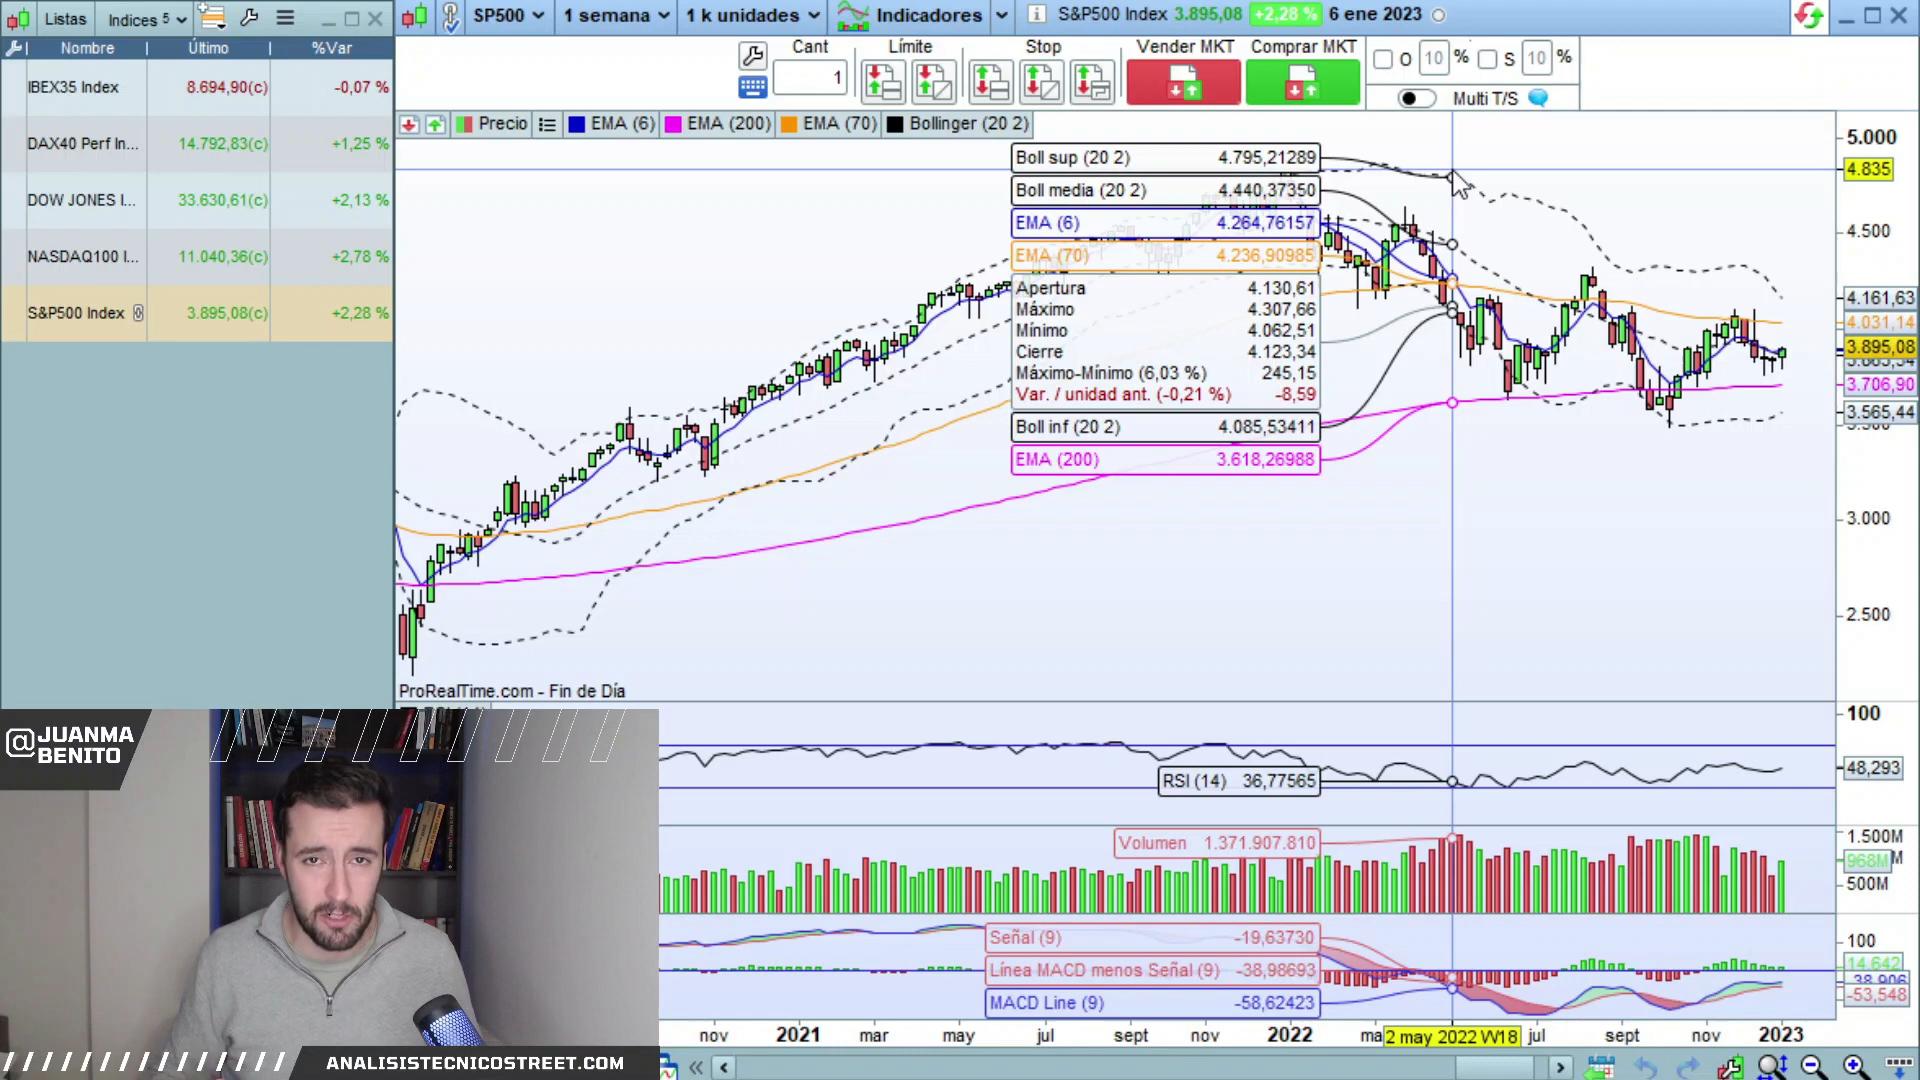 Listas
Indices 5
SP500
1 semana
1 k unidades
Indicadores
S&P500 Index 3.895,08 +2,28 % 6 ene 2023
Nombre Último %Var
IBEX35 Index 8.694,90(c) -0,07 %
DAX40 Perf In... 14.792,83(c) +1,25 %
DOW JONES I... 33.630,61(c) +2,13 %
NASDAQ100 I... 11.040,36(c) +2,78 %
S&P500 Index 3.895,08(c) +2,28 %
Cant Límite Stop Vender MKT Comprar MKT
1
O 10 % S 10 %
Multi T/S
Precio EMA (6) EMA (200) EMA (70) Bollinger (20 2)
Boll sup (20 2) 4.795,21289
Boll media (20 2) 4.440,37350
EMA (6) 4.264,76157
EMA (70) 4.236,90985
Apertura 4.130,61
Máximo 4.307,66
Mínimo 4.062,51
Cierre 4.123,34
Máximo-Mínimo (6,03 %) 245,15
Var. / unidad ant. (-0,21 %) -8,59
Boll inf (20 2) 4.085,53411
EMA (200) 3.618,26988
5.000
4.835
4.500
4.161,63
4.031,14
3.895,08
3.706,90
3.565,44
3.000
2.500
ProRealTime.com - Fin de Día
100
48,293
RSI (14) 36,77565
Volumen 1.371.907.810
1.500M
968M
500M
Señal (9) -19,63730
Línea MACD menos Señal (9) -38,98693
MACD Line (9) -58,62423
100
14,642
-38,906
-53,548
nov 2021 mar may jul sept nov 2022 ma 2 may 2022 W18 jul sept nov 2023
@JUANMA
BENITO
ANALISISTECNICOSTREET.COM